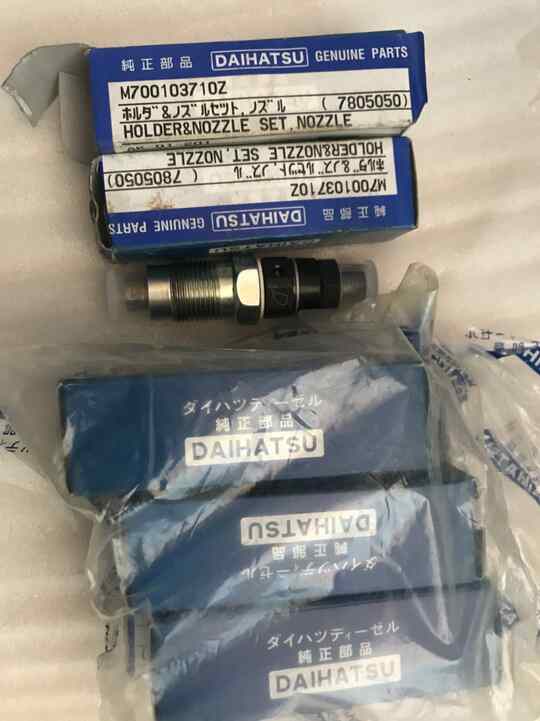 純正部品 DAIHATSU GENUINE PARTS
M700103710Z
ホルダ&ノズルセット,ノズル ( 7805050)
HOLDER&NOZZLE SET,NOZZLE
HOLDER&NOZZLE SET,NOZZLE
ホルダ&ノズルセット,ノズル ( 7805050)
M700103710Z
純正部品 DAIHATSU GENUINE PARTS
DAIHATSU
ダイハツディーゼル
純正部品
DAIHATSU
DAIHATSU
純正部品
ダイハツディーゼル
ダイハツディーゼル
純正部品
DAIHATSU